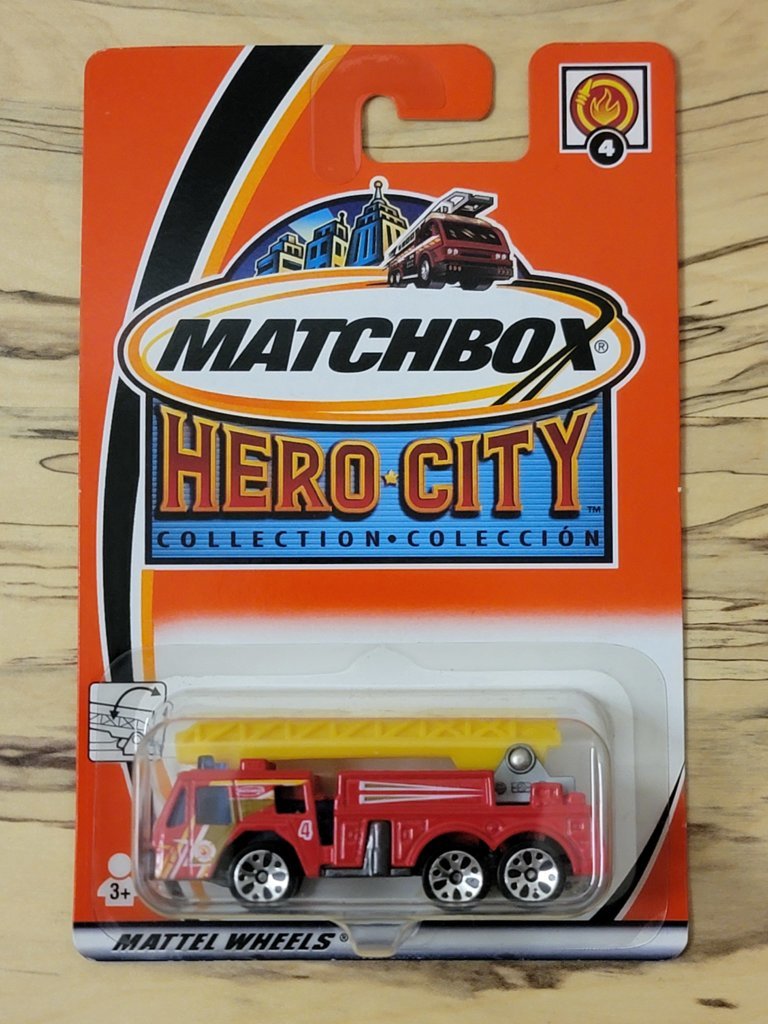 4
MATCHBOX®
HERO★CITY™
COLLECTION•COLECCIÓN
4
3+
MATTEL WHEELS®